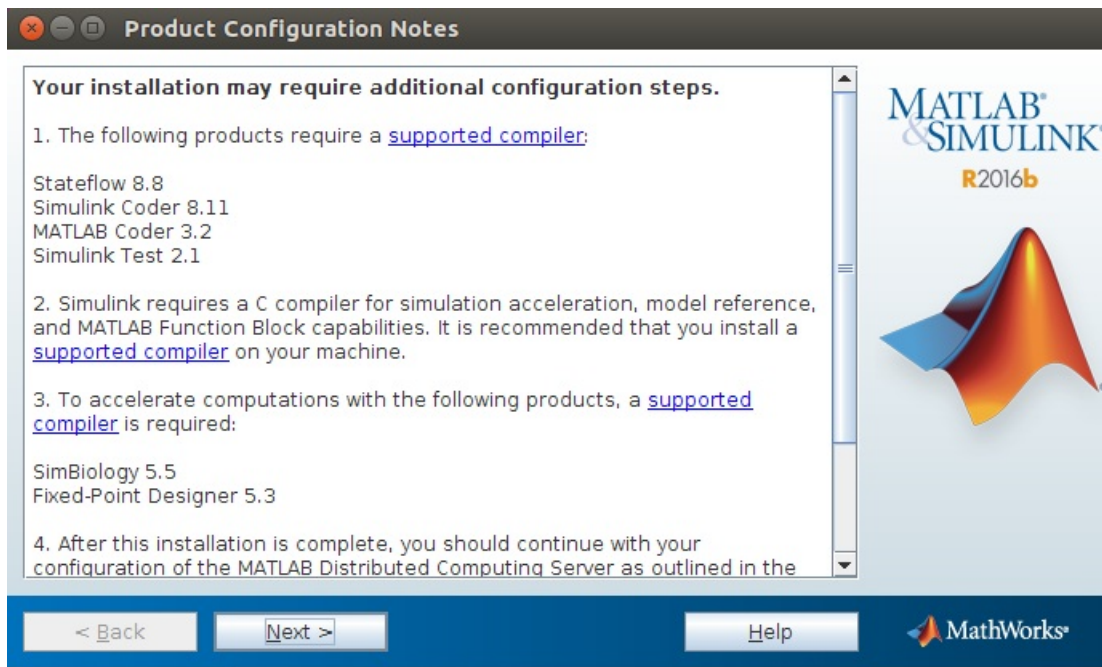 Product Configuration Notes
Your installation may require additional configuration steps.
1. The following products require a supported compiler:
Stateflow 8.8
Simulink Coder 8.11
MATLAB Coder 3.2
Simulink Test 2.1
2. Simulink requires a C compiler for simulation acceleration, model reference,
and MATLAB Function Block capabilities. It is recommended that you install a
supported compiler on your machine.
3. To accelerate computations with the following products, a supported
compiler is required:
SimBiology 5.5
Fixed-Point Designer 5.3
4. After this installation is complete, you should continue with your
configuration of the MATLAB Distributed Computing Server as outlined in the
MATLAB®
&SIMULINK®
R2016b
< Back
Next >
Help
MathWorks®